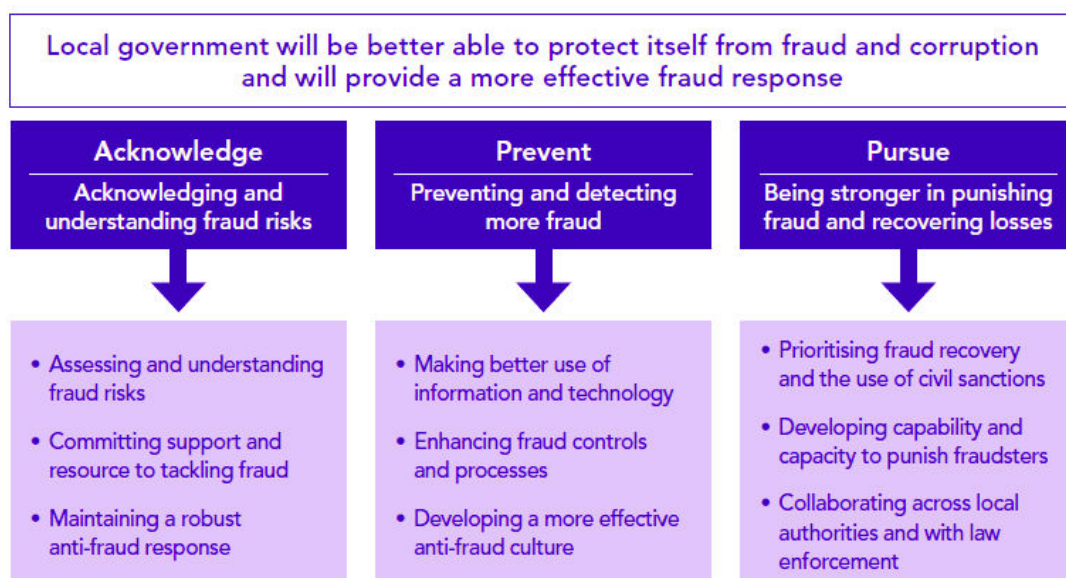 Local government will be better able to protect itself from fraud and corruption
and will provide a more effective fraud response
Acknowledge
Acknowledging and
understanding fraud risks
• Assessing and understanding
fraud risks
• Committing support and
resource to tackling fraud
• Maintaining a robust
anti-fraud response
Prevent
Preventing and detecting
more fraud
• Making better use of
information and technology
• Enhancing fraud controls
and processes
• Developing a more effective
anti-fraud culture
Pursue
Being stronger in punishing
fraud and recovering losses
• Prioritising fraud recovery
and the use of civil sanctions
• Developing capability and
capacity to punish fraudsters
• Collaborating across local
authorities and with law
enforcement